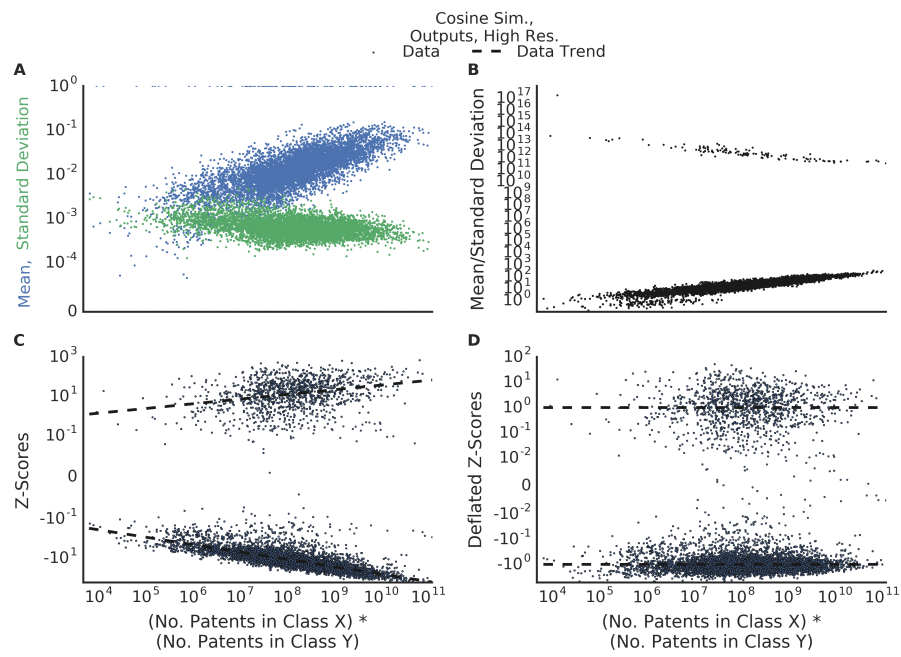 Cosine Sim.,
Outputs, High Res.
Data
Data Trend
A
Mean, Standard Deviation
10^0
10^-1
10^-2
10^-3
10^-4
0
B
Mean/Standard Deviation
10^17
10^16
10^15
10^14
10^13
10^12
10^11
10^10
10^9
10^8
10^7
10^6
10^5
10^4
10^3
10^2
10^1
10^0
C
Z-Scores
10^3
10^1
10^-1
0
-10^-1
-10^1
10^4 10^5 10^6 10^7 10^8 10^9 10^10 10^11
(No. Patents in Class X) *
(No. Patents in Class Y)
D
Deflated Z-Scores
10^2
10^1
10^0
10^-1
10^-2
0
-10^-2
-10^-1
-10^0
10^4 10^5 10^6 10^7 10^8 10^9 10^10 10^11
(No. Patents in Class X) *
(No. Patents in Class Y)